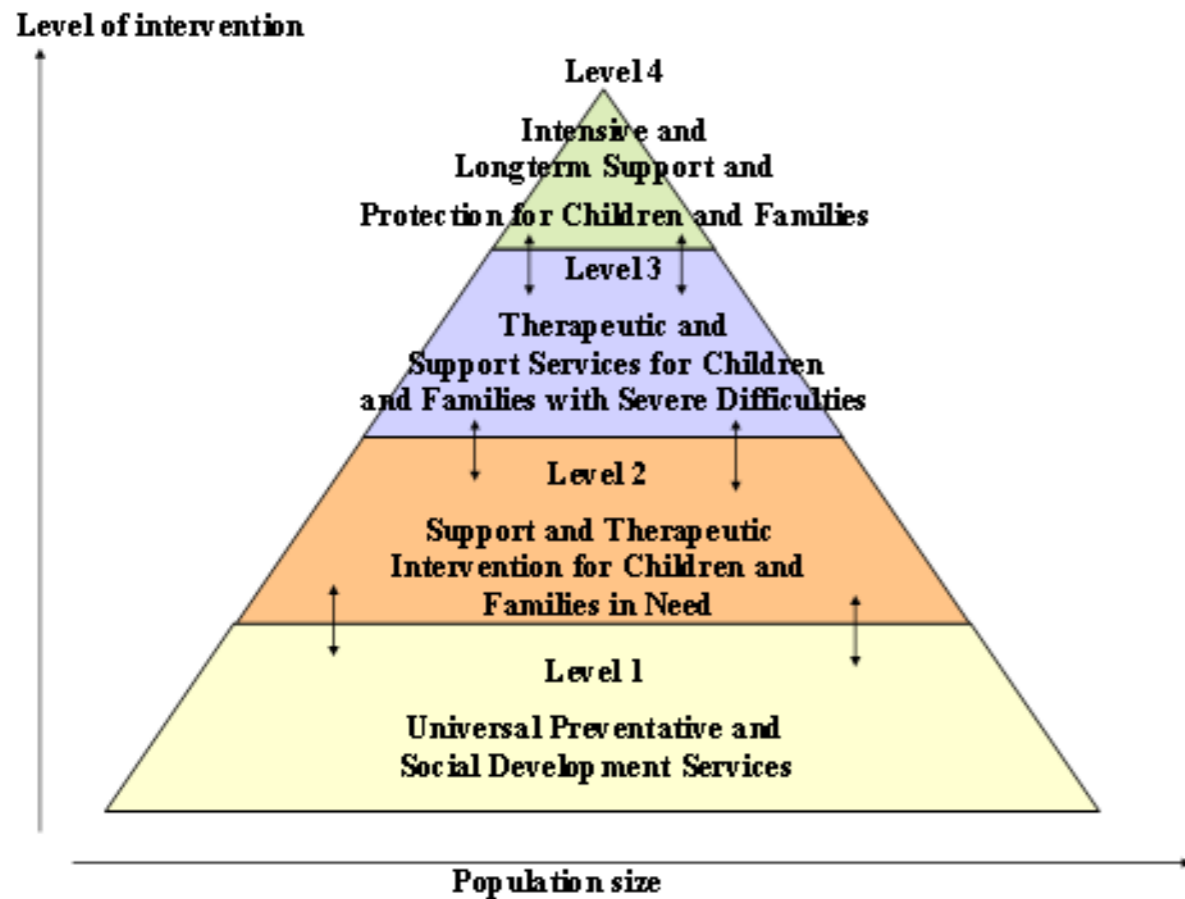 Level of intervention
Level 4
Intensive and
Longterm Support and
Protection for Children and Families
Level 3
Therapeutic and
Support Services for Children
and Families with Severe Difficulties
Level 2
Support and Therapeutic
Intervention for Children and
Families in Need
Level 1
Universal Preventative and
Social Development Services
Population size